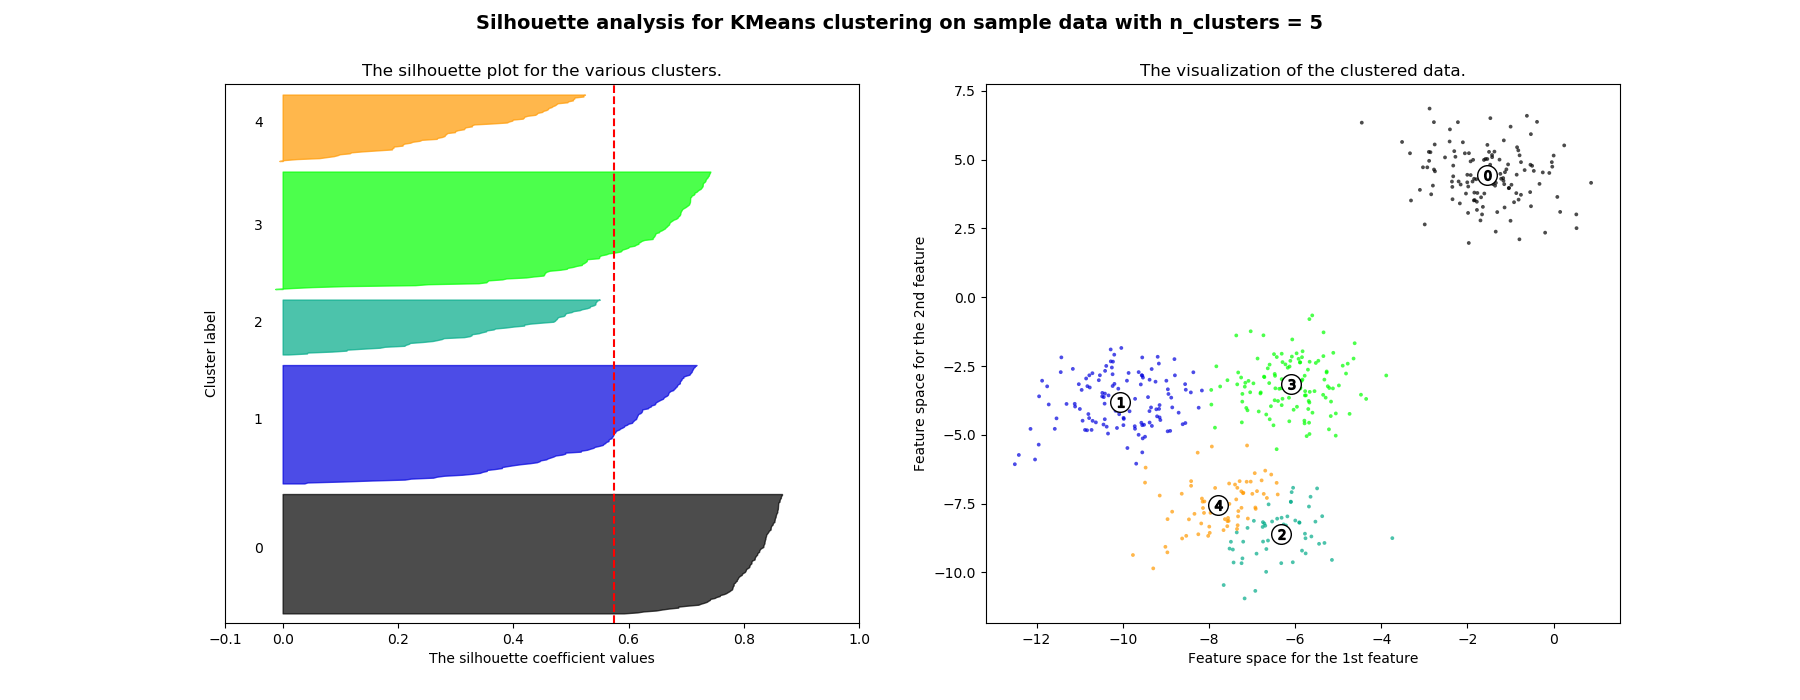 Silhouette analysis for KMeans clustering on sample data with n_clusters = 5
The silhouette plot for the various clusters.
Cluster label
4
3
2
1
0
−0.1 0.0 0.2 0.4 0.6 0.8 1.0
The silhouette coefficient values
The visualization of the clustered data.
Feature space for the 2nd feature
7.5
5.0
2.5
0.0
−2.5
−5.0
−7.5
−10.0
0
3
1
4
2
−12 −10 −8 −6 −4 −2 0
Feature space for the 1st feature